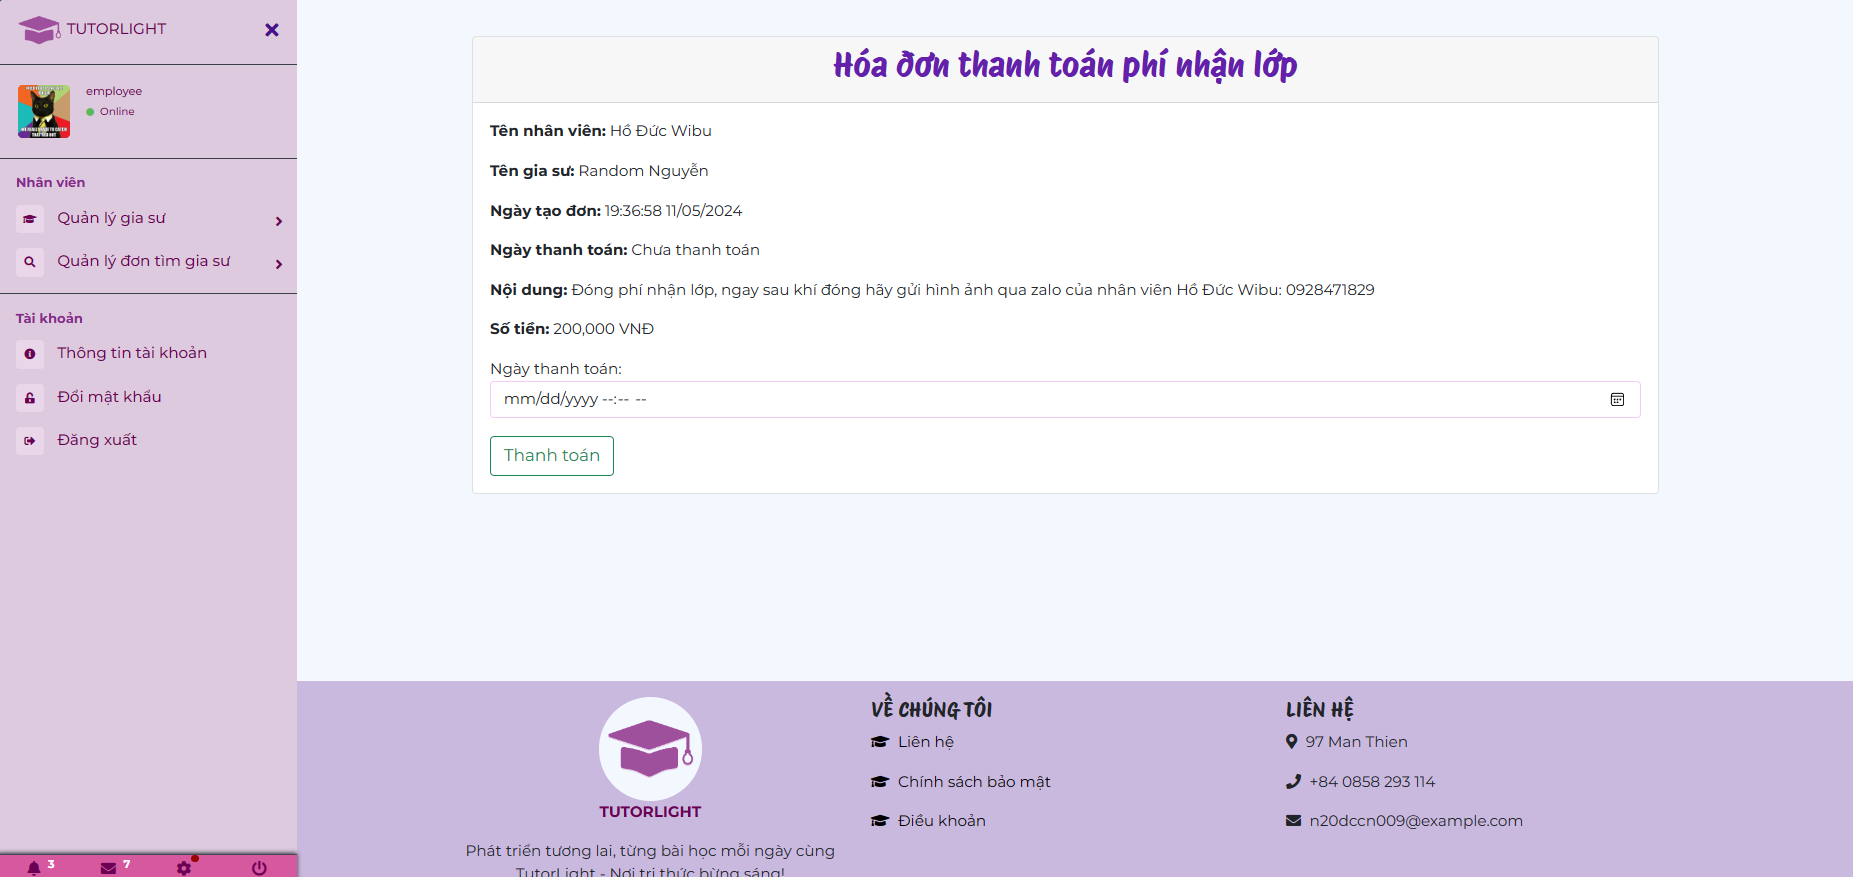 TUTORLIGHT
employee
Online
Nhân viên
Quản lý gia sư
Quản lý đơn tìm gia sư
Tài khoản
Thông tin tài khoản
Đổi mật khẩu
Đăng xuất
3
7
Hóa đơn thanh toán phí nhận lớp
Tên nhân viên: Hồ Đức Wibu
Tên gia sư: Random Nguyễn
Ngày tạo đơn: 19:36:58 11/05/2024
Ngày thanh toán: Chưa thanh toán
Nội dung: Đóng phí nhận lớp, ngay sau khí đóng hãy gửi hình ảnh qua zalo của nhân viên Hồ Đức Wibu: 0928471829
Số tiền: 200,000 VNĐ
Ngày thanh toán:
mm/dd/yyyy --:-- --
Thanh toán
TUTORLIGHT
Phát triển tương lai, từng bài học mỗi ngày cùng
TutorLight - Nơi tri thức bừng sáng!
VỀ CHÚNG TÔI
Liên hệ
Chính sách bảo mật
Điều khoản
LIÊN HỆ
97 Man Thien
+84 0858 293 114
n20dccn009@example.com